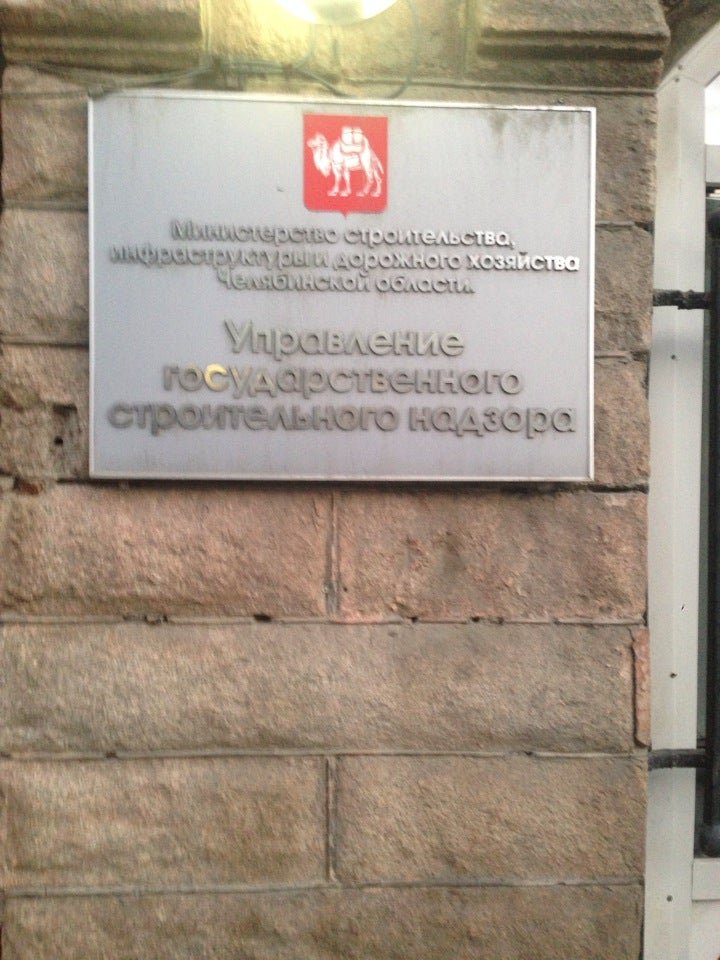 Министерство строительства,
инфраструктуры и дорожного хозяйства
Челябинской области.
Управление
государственного
строительного надзора